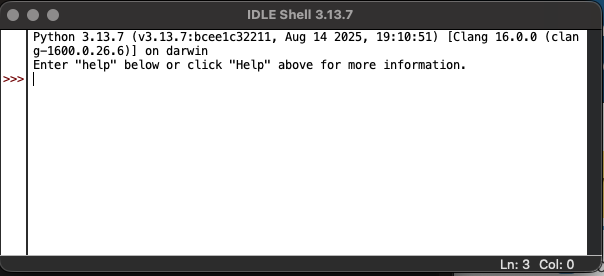 IDLE Shell 3.13.7
Python 3.13.7 (v3.13.7:bcee1c32211, Aug 14 2025, 19:10:51) [Clang 16.0.0 (clan
g-1600.0.26.6)] on darwin
Enter "help" below or click "Help" above for more information.
>>>
Ln: 3 Col: 0